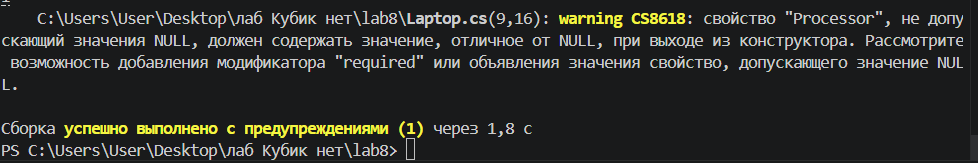 C:\Users\User\Desktop\лаб Кубик нет\lab8\Laptop.cs(9,16): warning CS8618: свойство "Processor", не допу
скающий значения NULL, должен содержать значение, отличное от NULL, при выходе из конструктора. Рассмотрите
возможность добавления модификатора "required" или объявления значения свойство, допускающего значение NUL
L.
Сборка успешно выполнено с предупреждениями (1) через 1,8 с
PS C:\Users\User\Desktop\лаб Кубик нет\lab8>